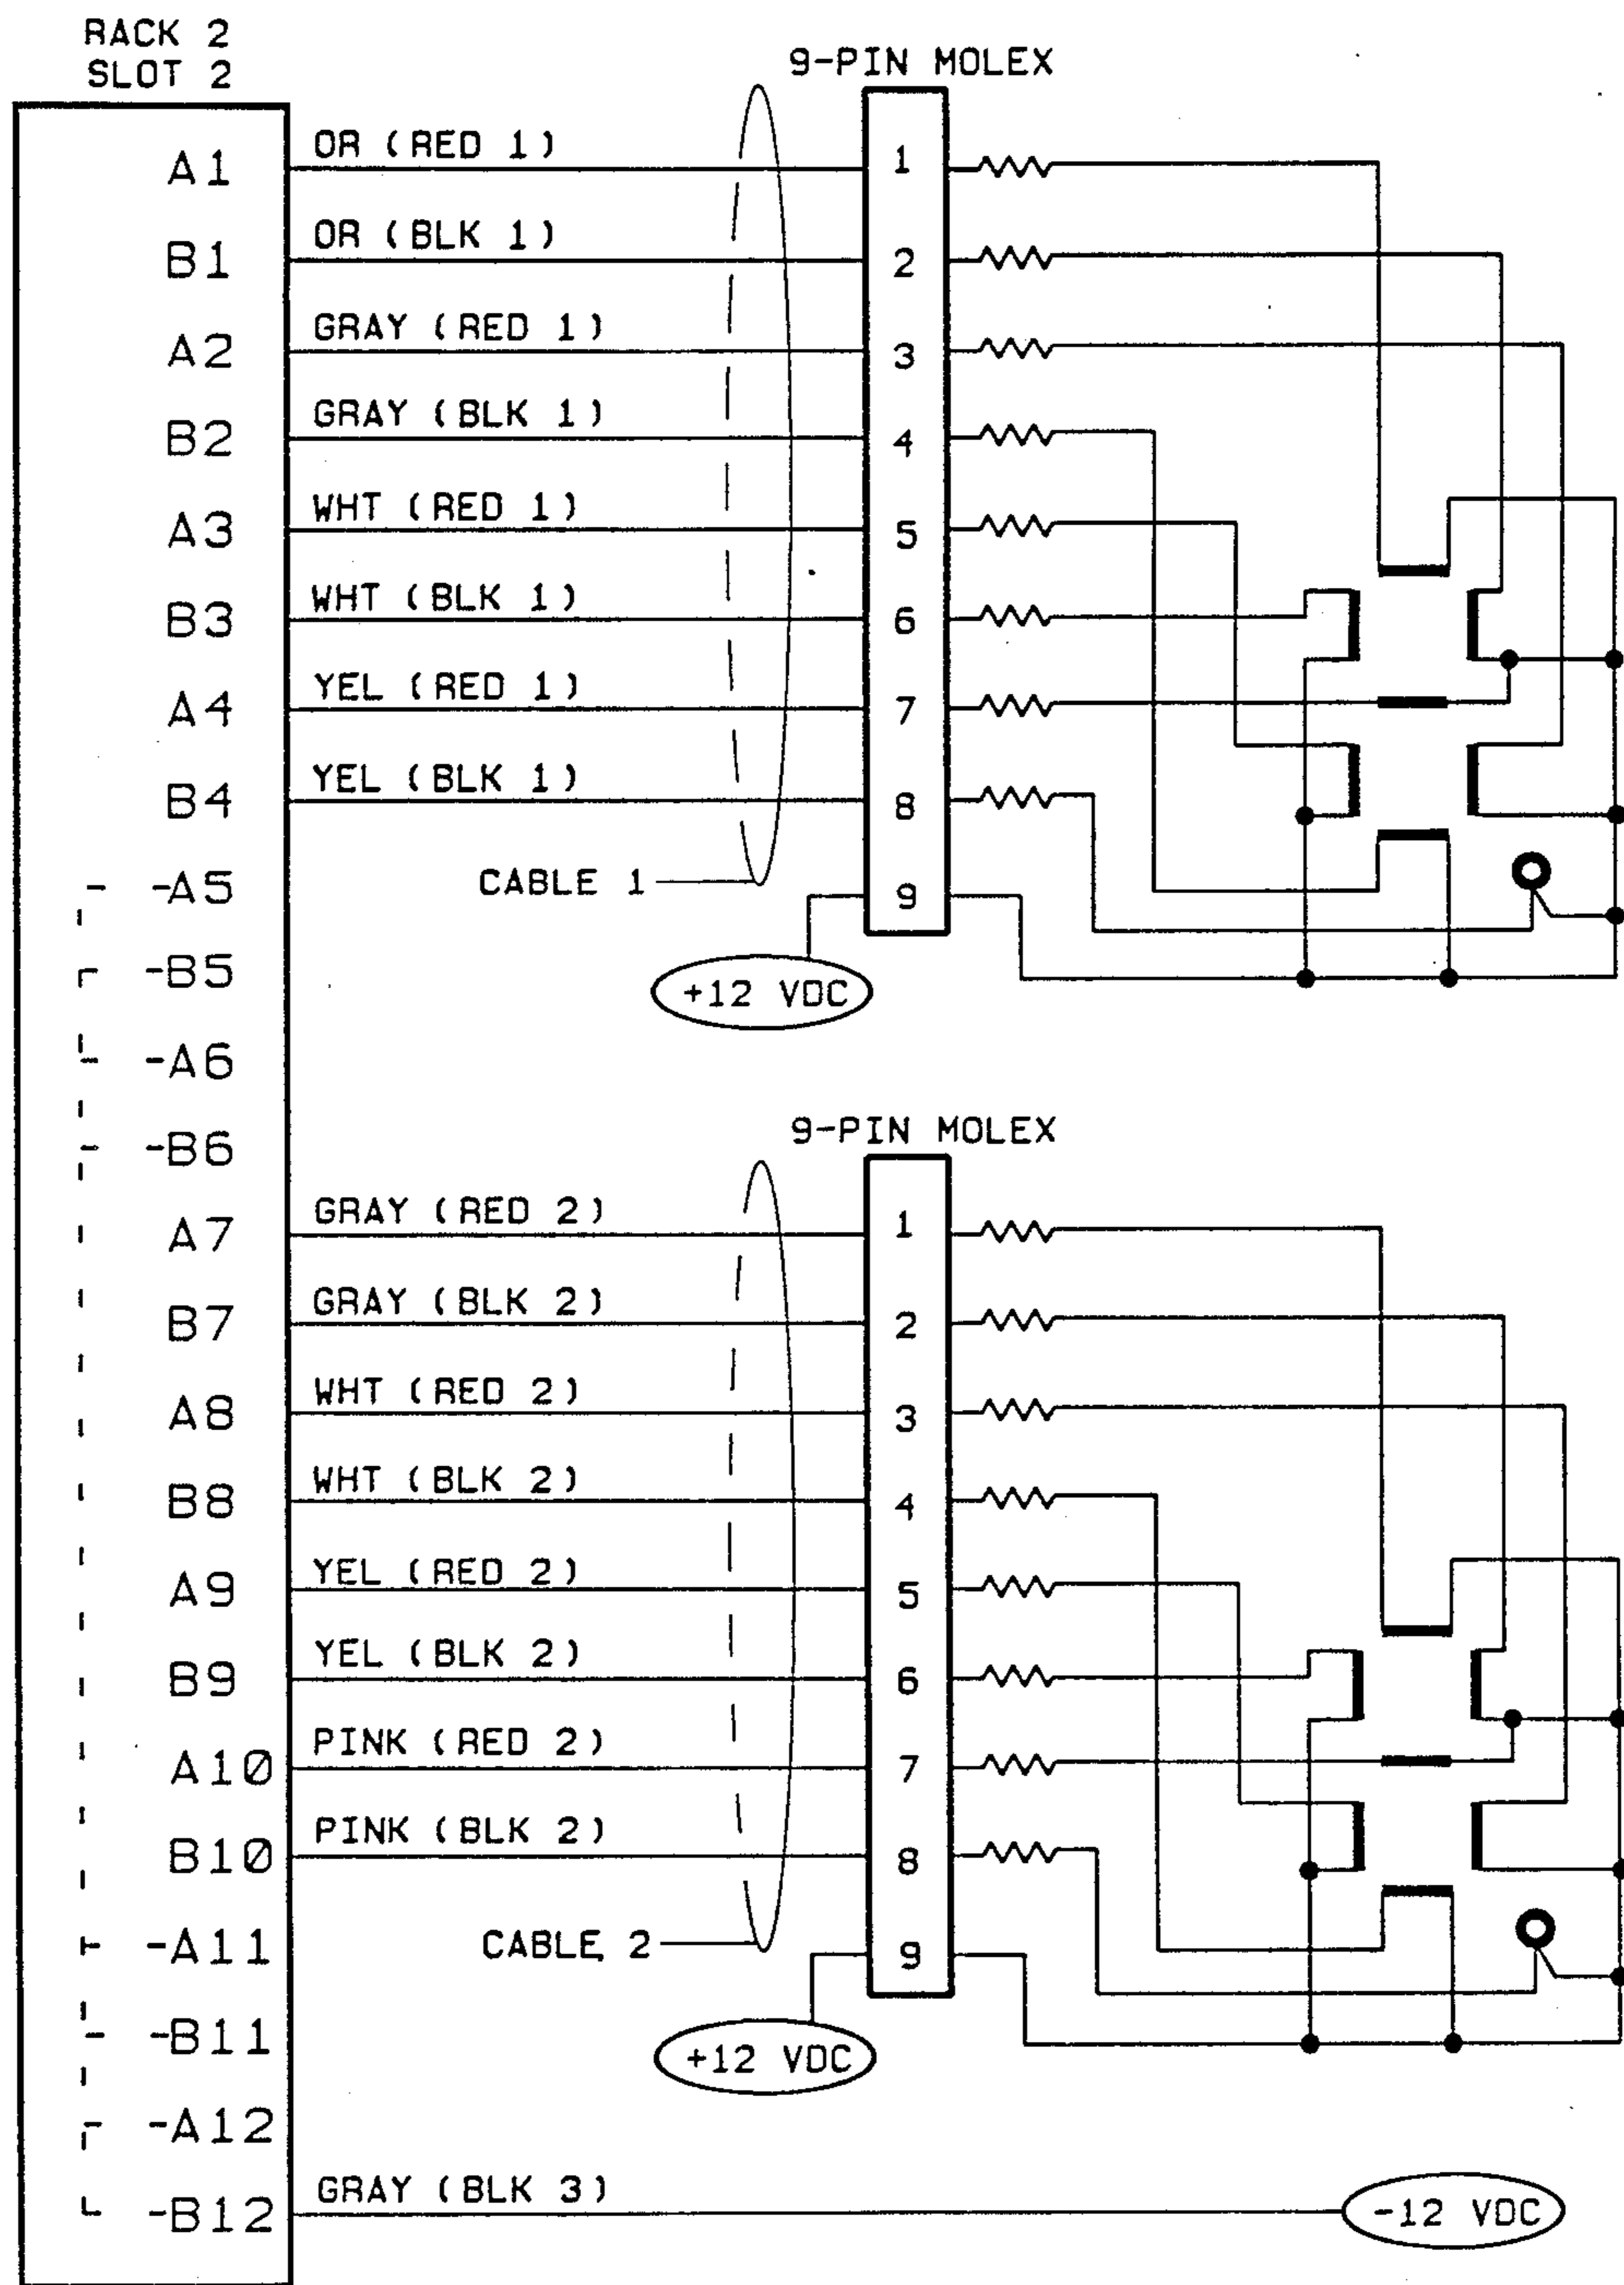 RACK 2
SLOT 2
9-PIN MOLEX
A1 OR (RED 1) 1
B1 OR (BLK 1) 2
A2 GRAY (RED 1) 3
B2 GRAY (BLK 1) 4
A3 WHT (RED 1) 5
B3 WHT (BLK 1) 6
A4 YEL (RED 1) 7
B4 YEL (BLK 1) 8
A5 CABLE 1 9
B5 +12 VDC
A6
B6
9-PIN MOLEX
A7 GRAY (RED 2) 1
B7 GRAY (BLK 2) 2
A8 WHT (RED 2) 3
B8 WHT (BLK 2) 4
A9 YEL (RED 2) 5
B9 YEL (BLK 2) 6
A10 PINK (RED 2) 7
B10 PINK (BLK 2) 8
A11 CABLE 2 9
B11 +12 VDC
A12
B12 GRAY (BLK 3) -12 VDC